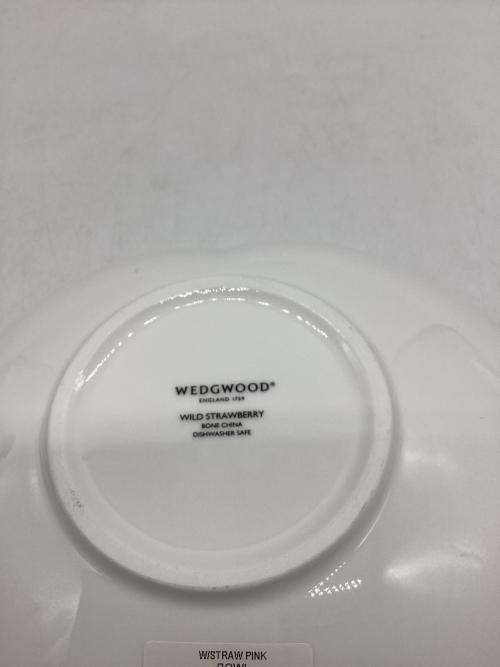 WEDGWOOD®
ENGLAND 1759
WILD STRAWBERRY
BONE CHINA
DISHWASHER SAFE
W/STRAW PINK
BOWL